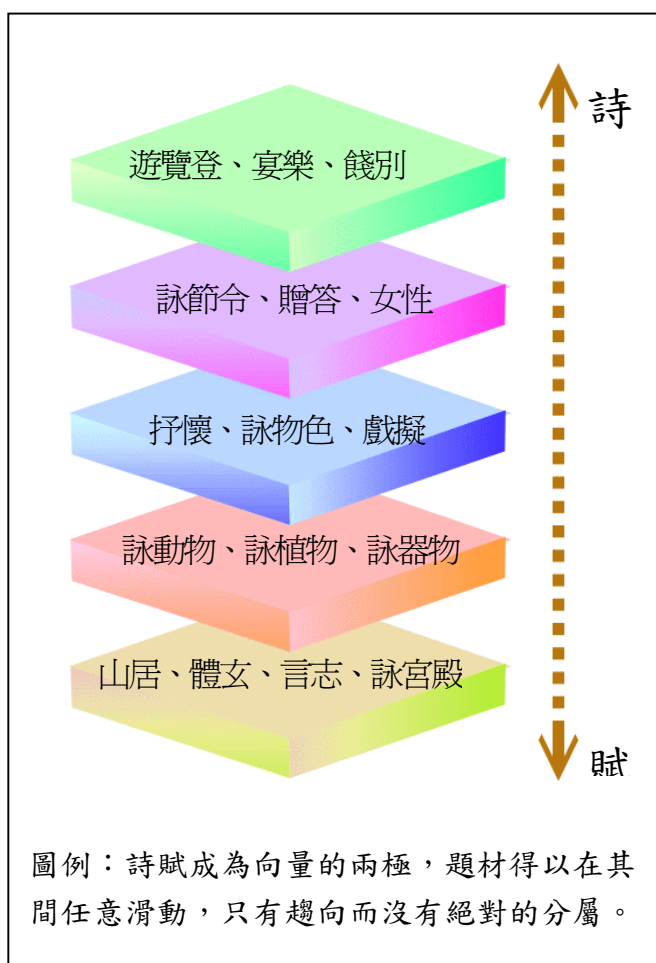 詩
遊覽登、宴樂、餞別
詠節令、贈答、女性
抒懷、詠物色、戲擬
詠動物、詠植物、詠器物
山居、體玄、言志、詠宮殿
賦
圖例：詩賦成為向量的兩極，題材得以在其
間任意滑動，只有趨向而沒有絕對的分屬。